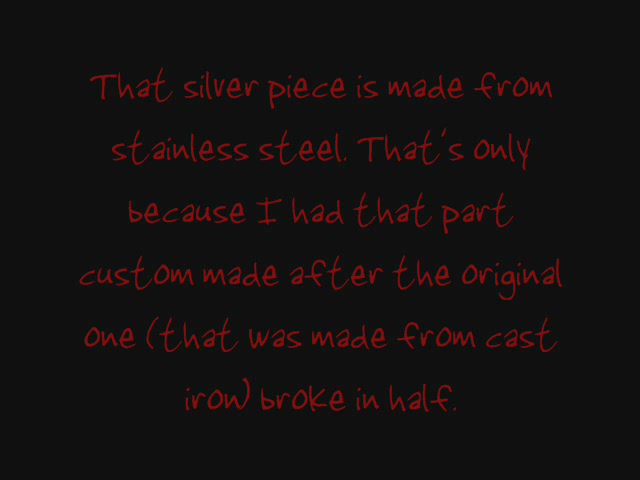 That silver piece is made from
stainless steel. That's only
because I had that part
custom made after the original
one (that was made from cast
iron) broke in half.